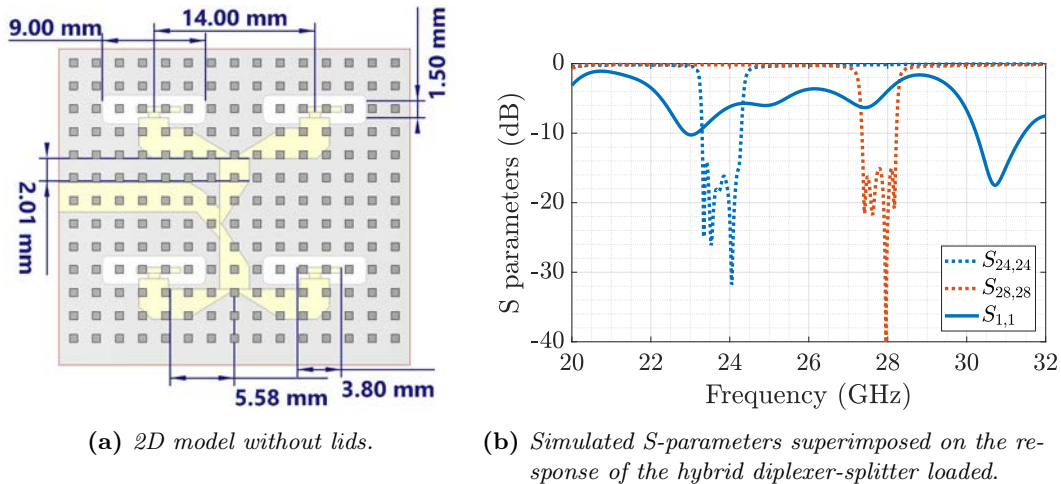 9.00 mm
14.00 mm
1.50 mm
2.01 mm
5.58 mm
3.80 mm
(a) 2D model without lids.
S parameters (dB)
0
-10
-20
-30
-40
20
22
24
26
28
30
32
Frequency (GHz)
S24,24
S28,28
S1,1
(b) Simulated S-parameters superimposed on the re-
sponse of the hybrid diplexer-splitter loaded.